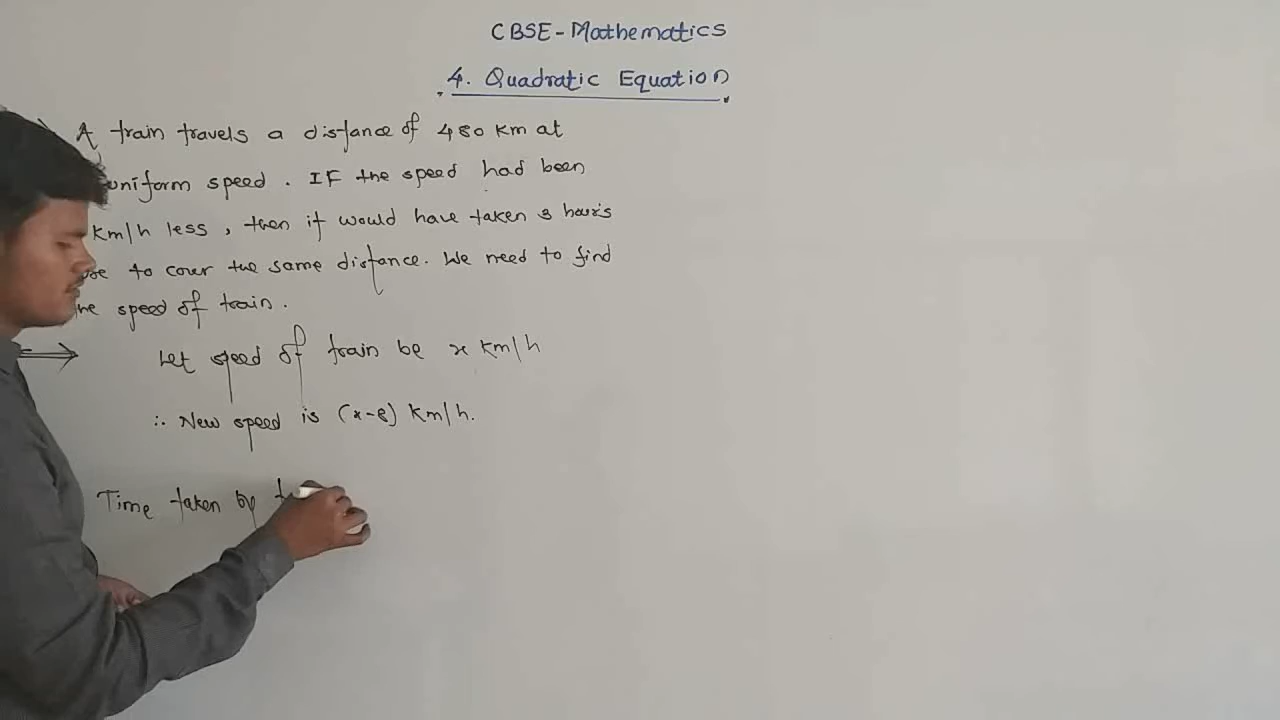 CBSE-Mathematics
4. Quadratic Equation
A train travels a distance of 480 km at
uniform speed. IF the speed had been
km/h less, then it would have taken 3 hours
to cover the same distance. We need to find
speed of train.
Let speed of train be x km/h
∴ New speed is (x-8) km/h.
Time taken by